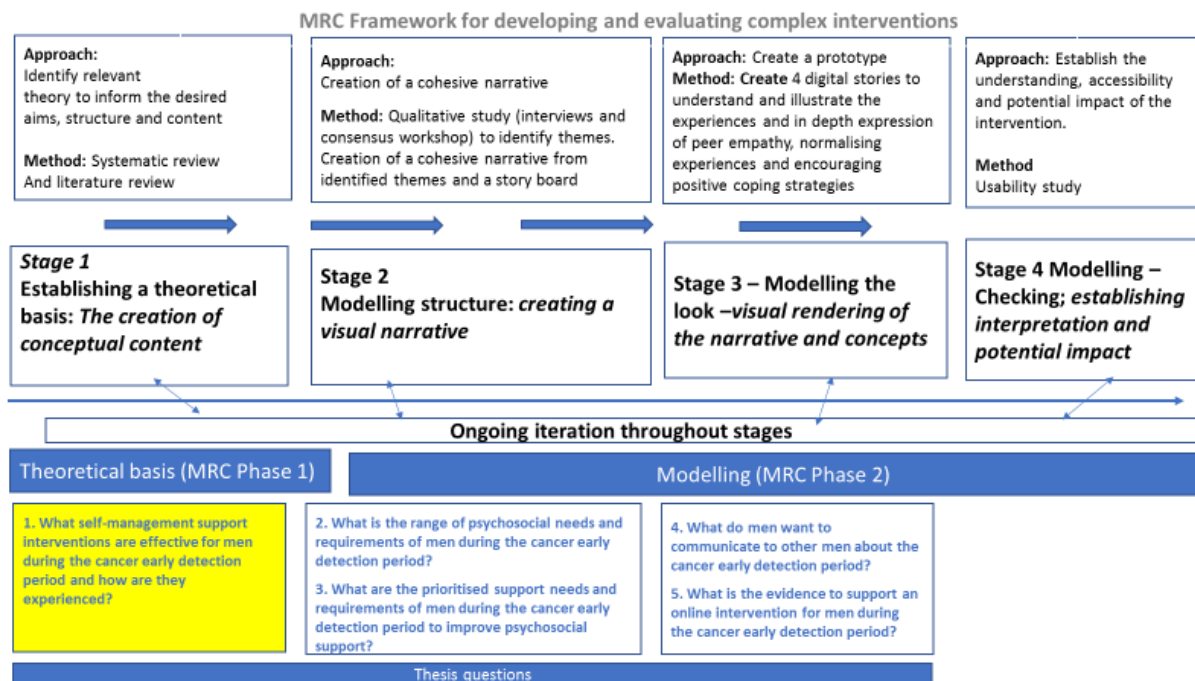 MRC Framework for developing and evaluating complex interventions
Approach:
Identify relevant
theory to inform the desired
aims, structure and content
Method: Systematic review
And literature review
Approach:
Creation of a cohesive narrative
Method: Qualitative study (interviews and
consensus workshop) to identify themes.
Creation of a cohesive narrative from
identified themes and a story board
Approach: Create a prototype
Method: Create 4 digital stories to
understand and illustrate the
experiences and in depth expression
of peer empathy, normalising
experiences and encouraging
positive coping strategies
Approach: Establish the
understanding, accessibility
and potential impact of the
intervention.
Method
Usability study
Stage 1
Establishing a theoretical
basis: The creation of
conceptual content
Stage 2
Modelling structure: creating a
visual narrative
Stage 3 – Modelling the
look –visual rendering of
the narrative and concepts
Stage 4 Modelling –
Checking; establishing
interpretation and
potential impact
Ongoing iteration throughout stages
Theoretical basis (MRC Phase 1)
Modelling (MRC Phase 2)
1. What self-management support
interventions are effective for men
during the cancer early detection
period and how are they
experienced?
2. What is the range of psychosocial needs and
requirements of men during the cancer early
detection period?
3. What are the prioritised support needs and
requirements of men during the cancer early
detection period to improve psychosocial
support?
4. What do men want to
communicate to other men about the
cancer early detection period?
5. What is the evidence to support an
online intervention for men during
the cancer early detection period?
Thesis questions